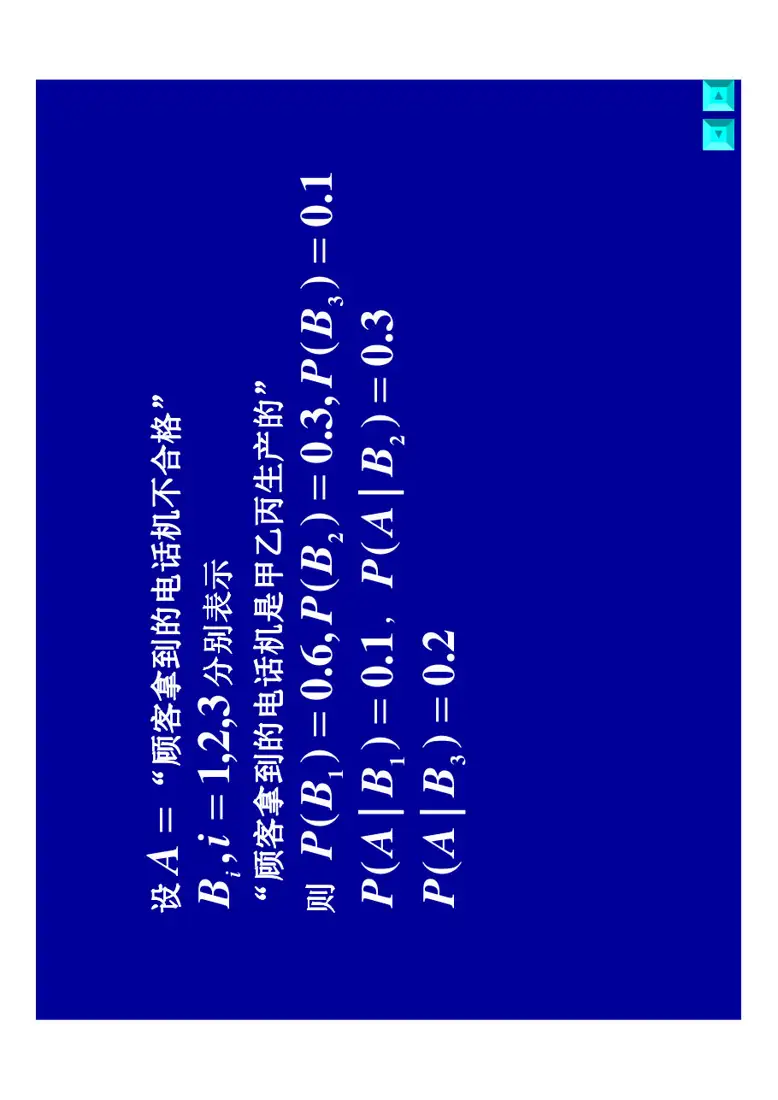 设 A = “顾客拿到的电话机不合格”
B_i, i = 1,2,3 分别表示
“顾客拿到的电话机是甲乙丙生产的”
则 P(B_1) = 0.6, P(B_2) = 0.3, P(B_3) = 0.1
P(A | B_1) = 0.1, P(A | B_2) = 0.3
P(A | B_3) = 0.2